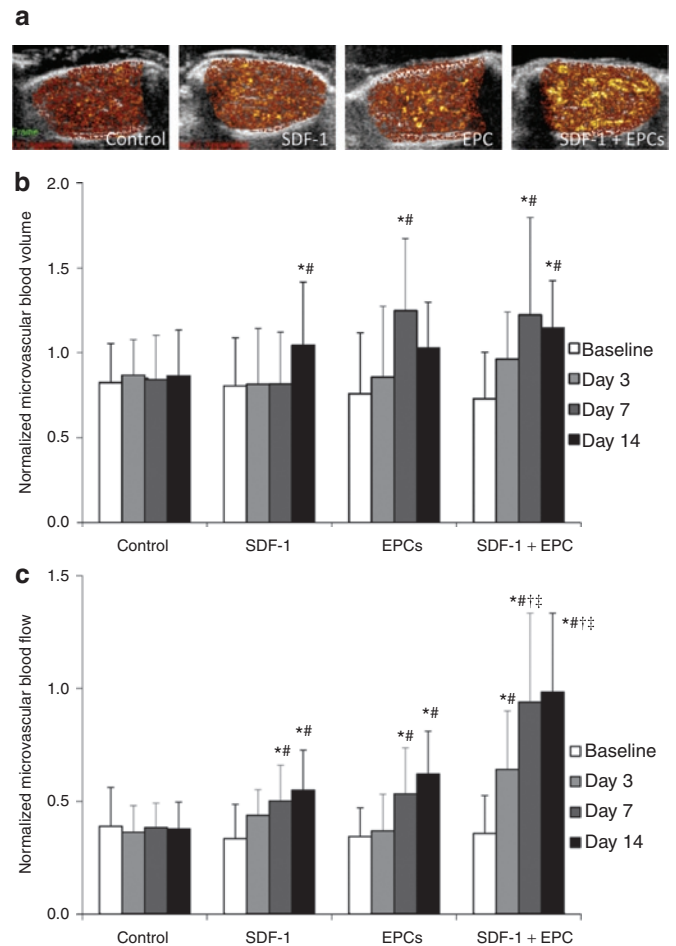 a
Frame
Control
SDF-1
EPC
SDF-1 + EPCs
b
Normalized microvascular blood volume
2.0
1.5
1.0
0.5
0.0
*#
*#
*#
*#
Baseline
Day 3
Day 7
Day 14
Control
SDF-1
EPCs
SDF-1 + EPC
c
Normalized microvascular blood flow
1.5
1.0
0.5
0.0
*#
*#
*#
*#
*#
*#†‡
*#†‡
Baseline
Day 3
Day 7
Day 14
Control
SDF-1
EPCs
SDF-1 + EPC